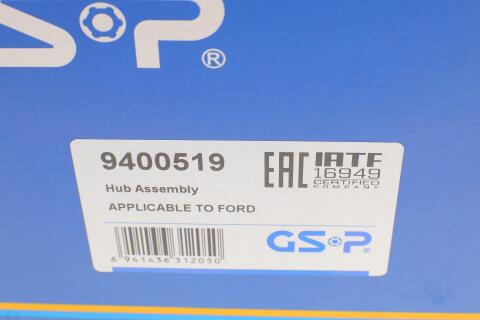 GSP®
9400519
Hub Assembly
APPLICABLE TO FORD
6 941436 312050
EAC
IATF
16949
CERTIFIED
COMPANY
GSP